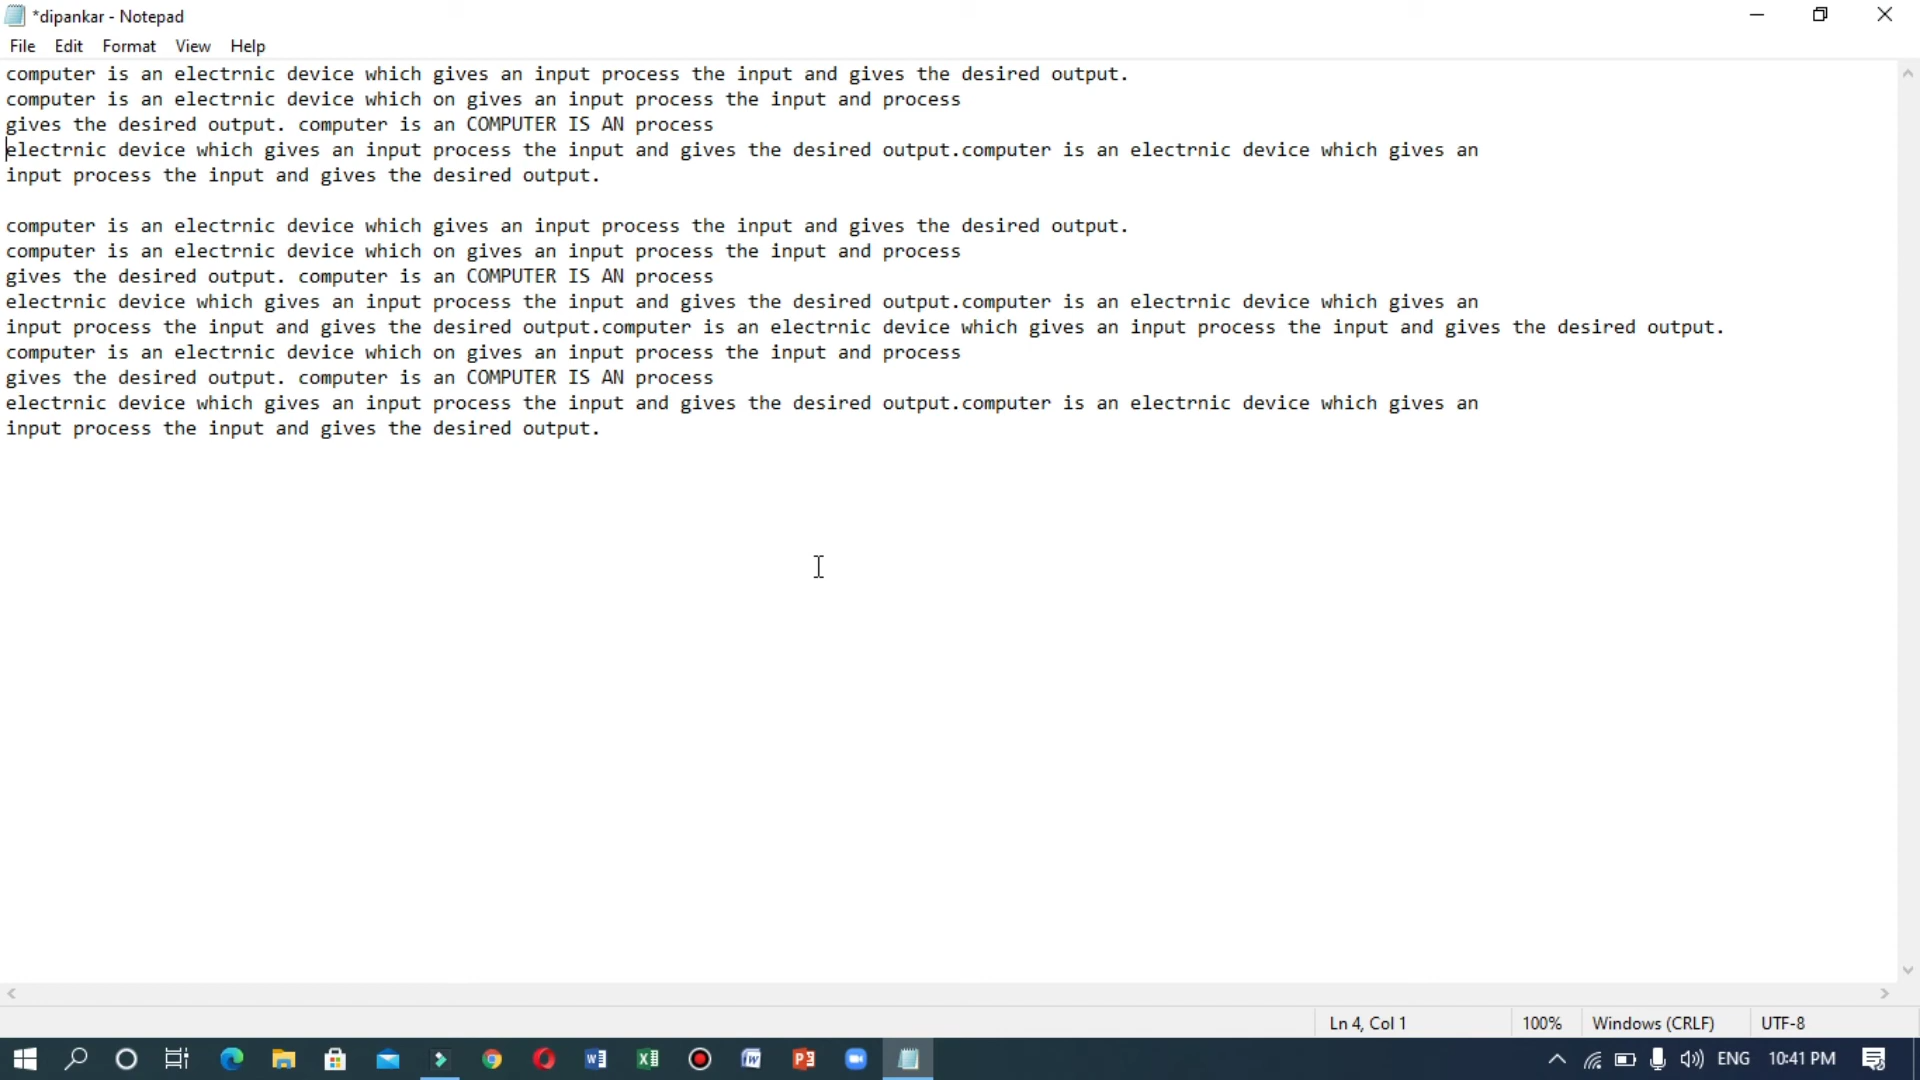 *dipankar - Notepad
File Edit Format View Help
computer is an electrnic device which gives an input process the input and gives the desired output.
computer is an electrnic device which on gives an input process the input and process
gives the desired output. computer is an COMPUTER IS AN process
electrnic device which gives an input process the input and gives the desired output.computer is an electrnic device which gives an
input process the input and gives the desired output.

computer is an electrnic device which gives an input process the input and gives the desired output.
computer is an electrnic device which on gives an input process the input and process
gives the desired output. computer is an COMPUTER IS AN process
electrnic device which gives an input process the input and gives the desired output.computer is an electrnic device which gives an
input process the input and gives the desired output.computer is an electrnic device which gives an input process the input and gives the desired output.
computer is an electrnic device which on gives an input process the input and process
gives the desired output. computer is an COMPUTER IS AN process
electrnic device which gives an input process the input and gives the desired output.computer is an electrnic device which gives an
input process the input and gives the desired output.
Ln 4, Col 1 100% Windows (CRLF) UTF-8
ENG 10:41 PM